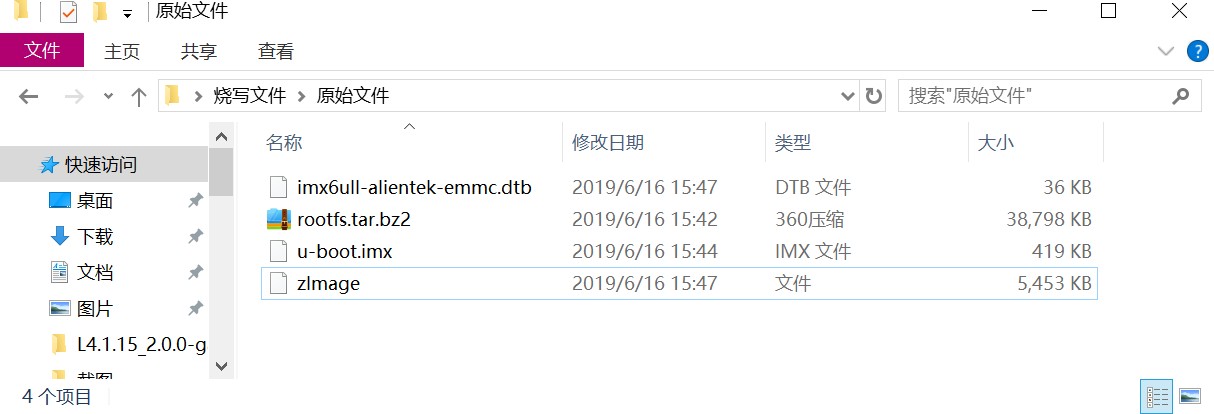 原始文件
文件 主页 共享 查看
烧写文件 原始文件 搜索"原始文件"
名称 修改日期 类型 大小
快速访问
桌面
下载
文档
图片
L4.1.15_2.0.0-g
imx6ull-alientek-emmc.dtb 2019/6/16 15:47 DTB 文件 36 KB
rootfs.tar.bz2 2019/6/16 15:42 360压缩 38,798 KB
u-boot.imx 2019/6/16 15:44 IMX 文件 419 KB
zImage 2019/6/16 15:47 文件 5,453 KB
4 个项目